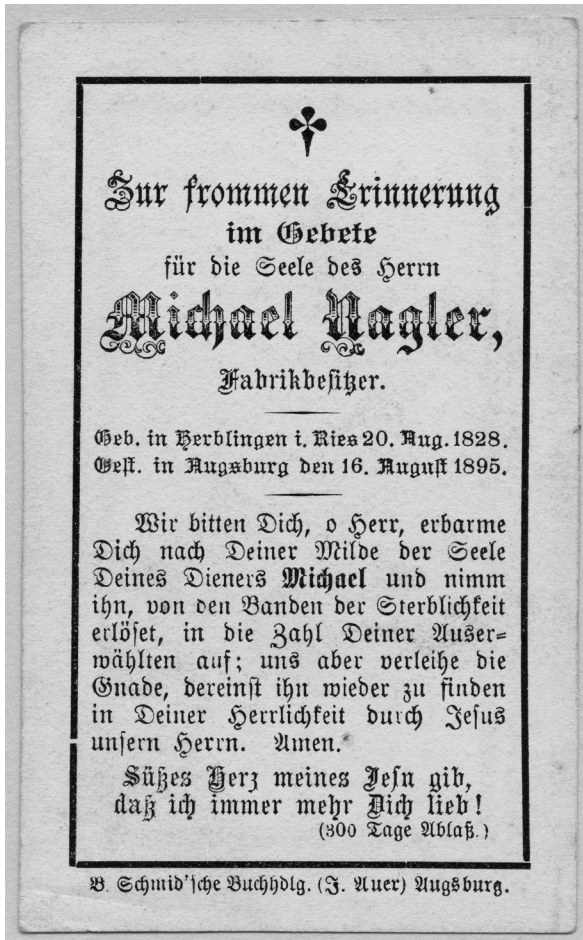 Zur frommen Erinnerung
im Gebete
für die Seele des Herrn
Michael Nagler,
Fabrikbesitzer.
Geb. in Herblingen i. Ries 20. Aug. 1828.
Gest. in Augsburg den 16. August 1895.
Wir bitten Dich, o Herr, erbarme
Dich nach Deiner Milde der Seele
Deines Dieners Michael und nimm
ihn, von den Banden der Sterblichkeit
erlöset, in die Zahl Deiner Auser-
wählten auf; uns aber verleihe die
Gnade, dereinst ihn wieder zu finden
in Deiner Herrlichkeit durch Jesus
unsern Herrn. Amen.
Süßes Herz meines Jesu gib,
daß ich immer mehr Dich lieb!
(300 Tage Ablaß.)
B. Schmid'sche Buchhdlg. (J. Auer) Augsburg.